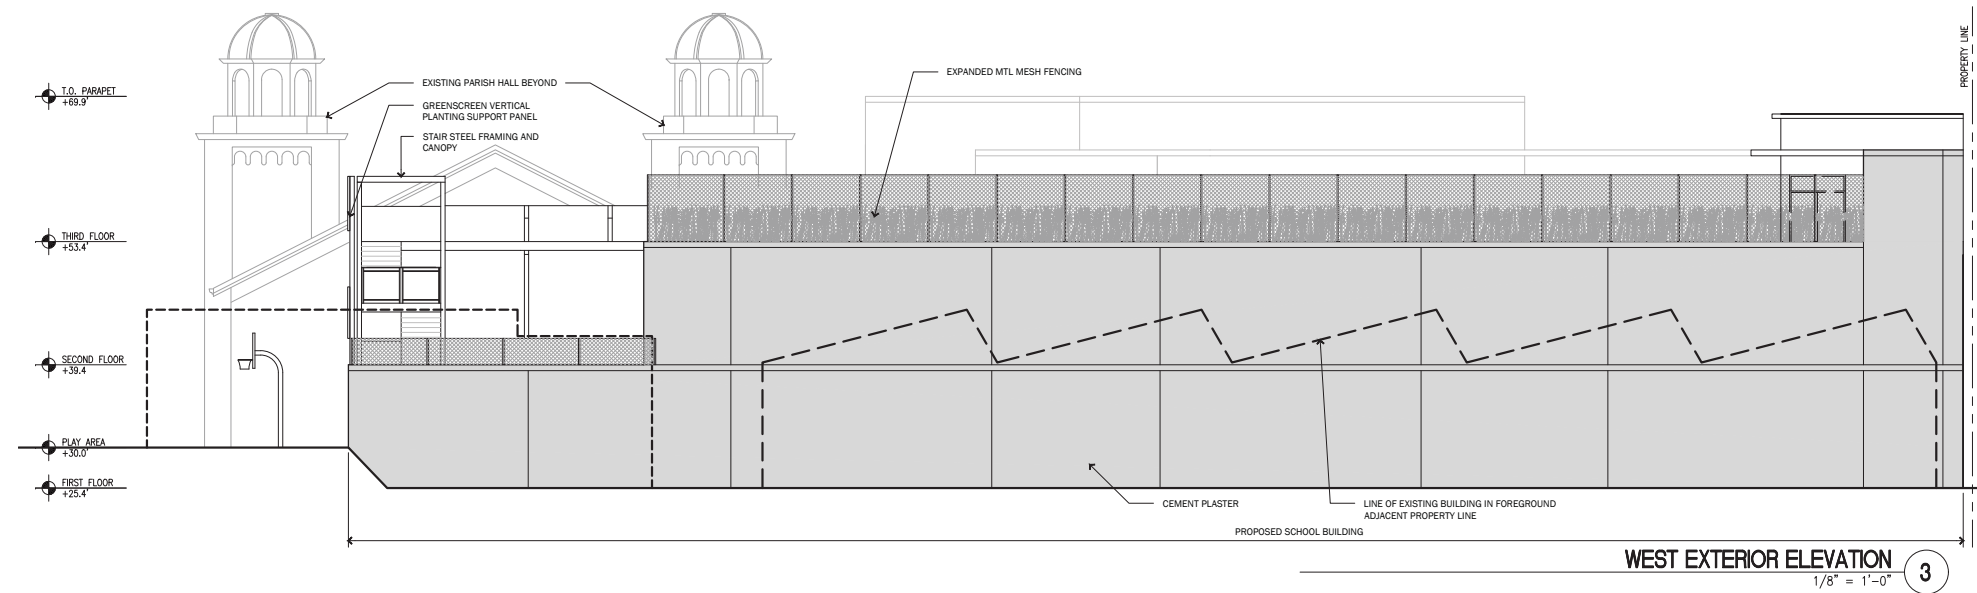 PROPERTY LINE
T.O. PARAPET
+69.9'
EXISTING PARISH HALL BEYOND
EXPANDED MTL MESH FENCING
GREENSCREEN VERTICAL
PLANTING SUPPORT PANEL
STAIR STEEL FRAMING AND
CANOPY
THIRD FLOOR
+53.4'
SECOND FLOOR
+39.4
PLAY AREA
+30.0'
FIRST FLOOR
+25.4'
CEMENT PLASTER
LINE OF EXISTING BUILDING IN FOREGROUND
ADJACENT PROPERTY LINE
PROPOSED SCHOOL BUILDING
WEST EXTERIOR ELEVATION
1/8" = 1'-0"
3